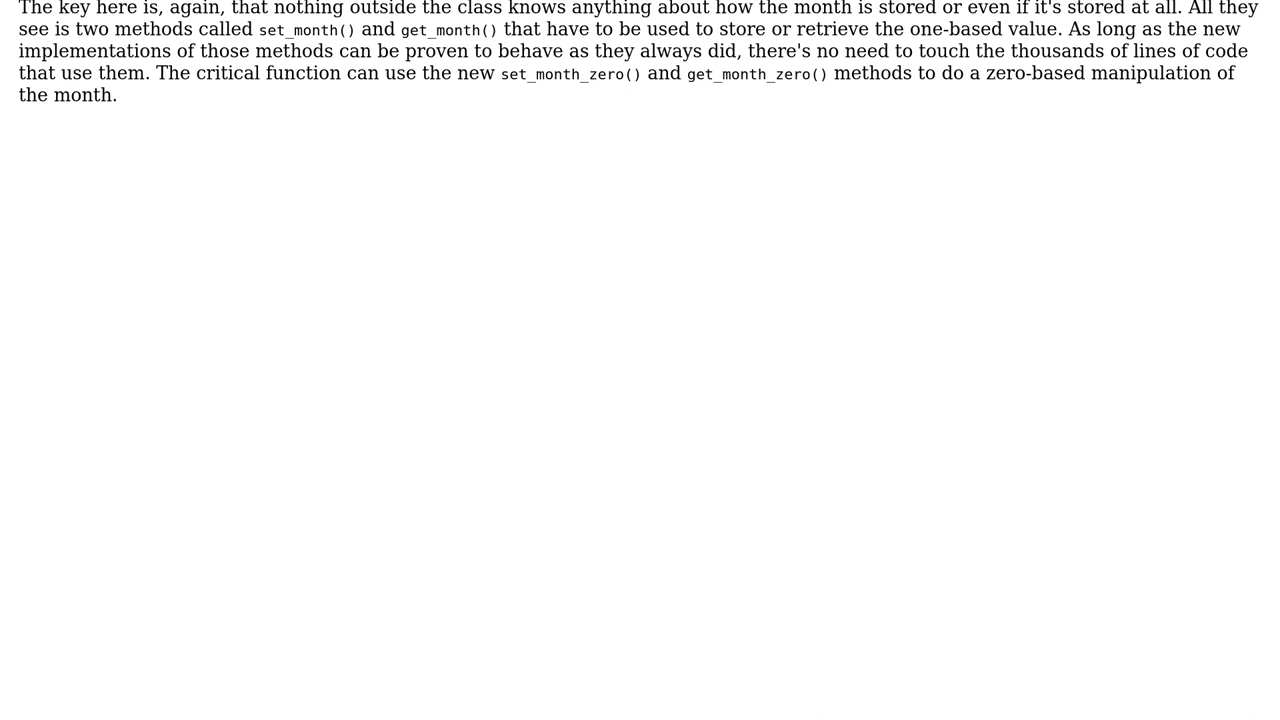 The key here is, again, that nothing outside the class knows anything about how the month is stored or even if it's stored at all. All they
see is two methods called set_month() and get_month() that have to be used to store or retrieve the one-based value. As long as the new
implementations of those methods can be proven to behave as they always did, there's no need to touch the thousands of lines of code
that use them. The critical function can use the new set_month_zero() and get_month_zero() methods to do a zero-based manipulation of
the month.